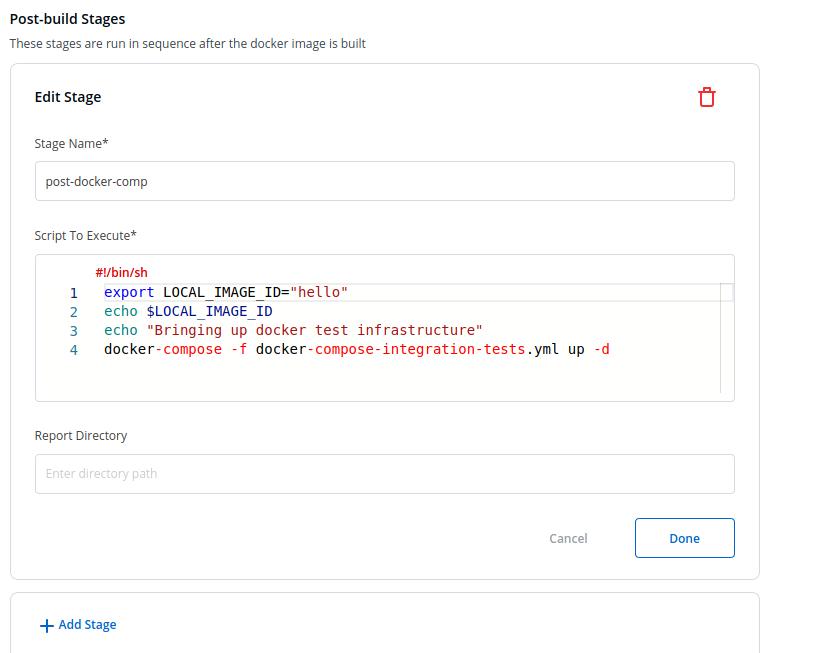 Post-build Stages
These stages are run in sequence after the docker image is built
Edit Stage
Stage Name*
post-docker-comp
Script To Execute*
#!/bin/sh
1 export LOCAL_IMAGE_ID="hello"
2 echo $LOCAL_IMAGE_ID
3 echo "Bringing up docker test infrastructure"
4 docker-compose -f docker-compose-integration-tests.yml up -d
Report Directory
Enter directory path
Cancel Done
+ Add Stage